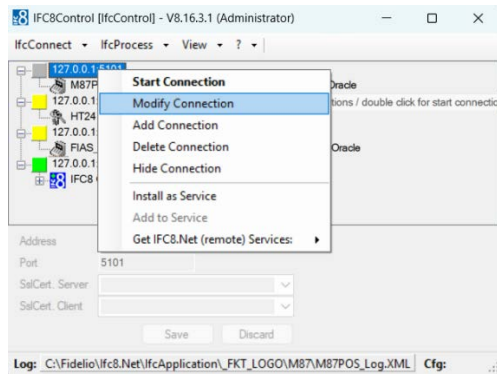 IFC8Control [IfcControl] - V8.16.3.1 (Administrator)
IfcConnect IfcProcess View ?
127.0.0.1:5101
M87P
Oracle
127.0.0.1
tions / double click for start connectio
HT24
127.0.0.1
FIAS_
Oracle
127.0.0.1
IFC8
Start Connection
Modify Connection
Add Connection
Delete Connection
Hide Connection
Install as Service
Add to Service
Get IFC8.Net (remote) Services:
Address
Port 5101
SslCert. Server
SslCert. Client
Save Discard
Log: C:\Fidelio\Ifc8.Net\IfcApplication\_FKT_LOGO\M87\M87POS_Log.XML Cfg: